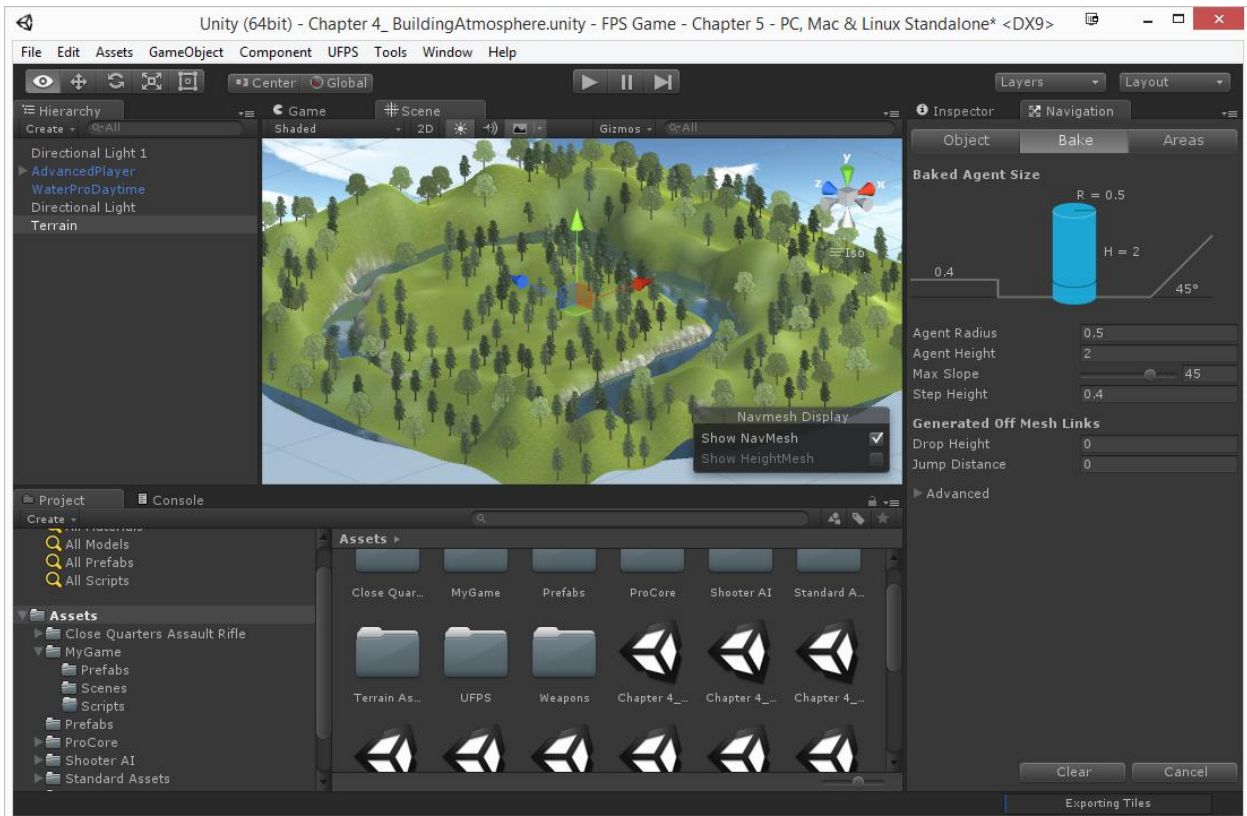 Unity (64bit) - Chapter 4_ BuildingAtmosphere.unity - FPS Game - Chapter 5 - PC, Mac & Linux Standalone* <DX9>
File Edit Assets GameObject Component UFPS Tools Window Help
Center Global
Layers Layout
Hierarchy
Create All
Directional Light 1
AdvancedPlayer
WaterProDaytime
Directional Light
Terrain
Game Scene
Shaded 2D Gizmos All
y
z x
Iso
Navmesh Display
Show NavMesh
Show HeightMesh
Inspector Navigation
Object Bake Areas
Baked Agent Size
R = 0.5
H = 2
0.4
45°
Agent Radius 0.5
Agent Height 2
Max Slope 45
Step Height 0.4
Generated Off Mesh Links
Drop Height 0
Jump Distance 0
Advanced
Clear Cancel
Exporting Tiles
Project Console
Create
All Models
All Prefabs
All Scripts
Assets
Close Quarters Assault Rifle
MyGame
Prefabs
Scenes
Scripts
Prefabs
ProCore
Shooter AI
Standard Assets
Assets
Close Quar... MyGame Prefabs ProCore Shooter AI Standard A...
Terrain As... UFPS Weapons Chapter 4_... Chapter 4_... Chapter 4_...